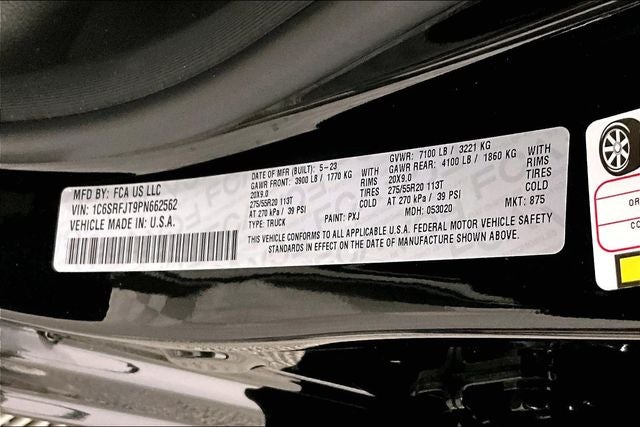 MFD BY: FCA US LLC
VIN: 1C6SRFJT9PN662562
VEHICLE MADE IN: U.S.A.
DATE OF MFR (BUILT): 5-23
GAWR FRONT: 3900 LB / 1770 KG WITH
20X9.0 RIMS
275/55R20 113T TIRES
AT 270 kPa / 39 PSI COLD
TYPE: TRUCK PAINT: PXJ
GVWR: 7100 LB / 3221 KG
GAWR REAR: 4100 LB / 1860 KG WITH
20X9.0 RIMS
275/55R20 113T TIRES
AT 270 kPa / 39 PSI COLD
MDH: 053020 MKT: 875
THIS VEHICLE CONFORMS TO ALL APPLICABLE U.S.A. FEDERAL MOTOR VEHICLE SAFETY
STANDARDS IN EFFECT ON THE DATE OF MANUFACTURE SHOWN ABOVE.
OR
CO